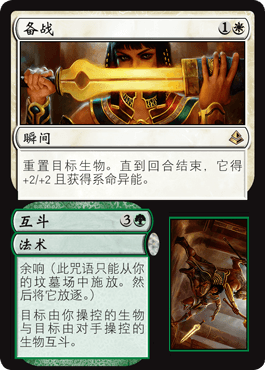 备战 1
瞬间
重置目标生物。直到回合结束，它得
+2/+2 且获得系命异能。
互斗 3
法术
余响（此咒语只能从你
的坟墓场中施放。然
后将它放逐。）
目标由你操控的生物
与目标由对手操控的
生物互斗。